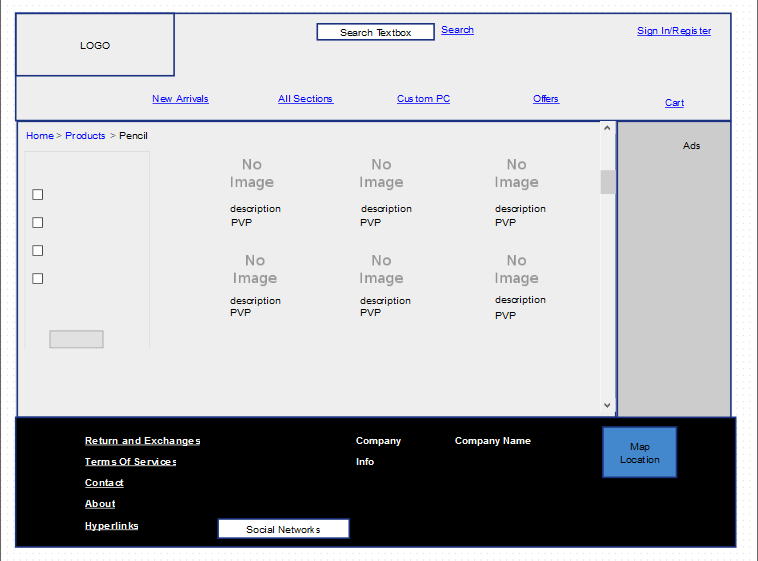 LOGO
Search Textbox
Search
Sign In/Register
New Arrivals
All Sections
Custom PC
Offers
Cart
Home > Products > Pencil
Ads
No Image
No Image
No Image
description
PVP
description
PVP
description
PVP
No Image
No Image
No Image
description
PVP
description
PVP
description
PVP
Return and Exchanges
Terms Of Services
Contact
About
Hyperlinks
Company
Info
Company Name
Map
Location
Social Networks